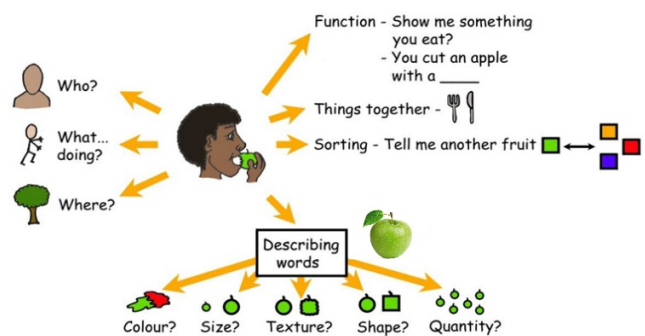 Function - Show me something
you eat?
- You cut an apple
with a ____
Who?
Things together -
What...
doing?
Sorting - Tell me another fruit
Where?
Describing
words
Colour?
Size?
Texture?
Shape?
Quantity?